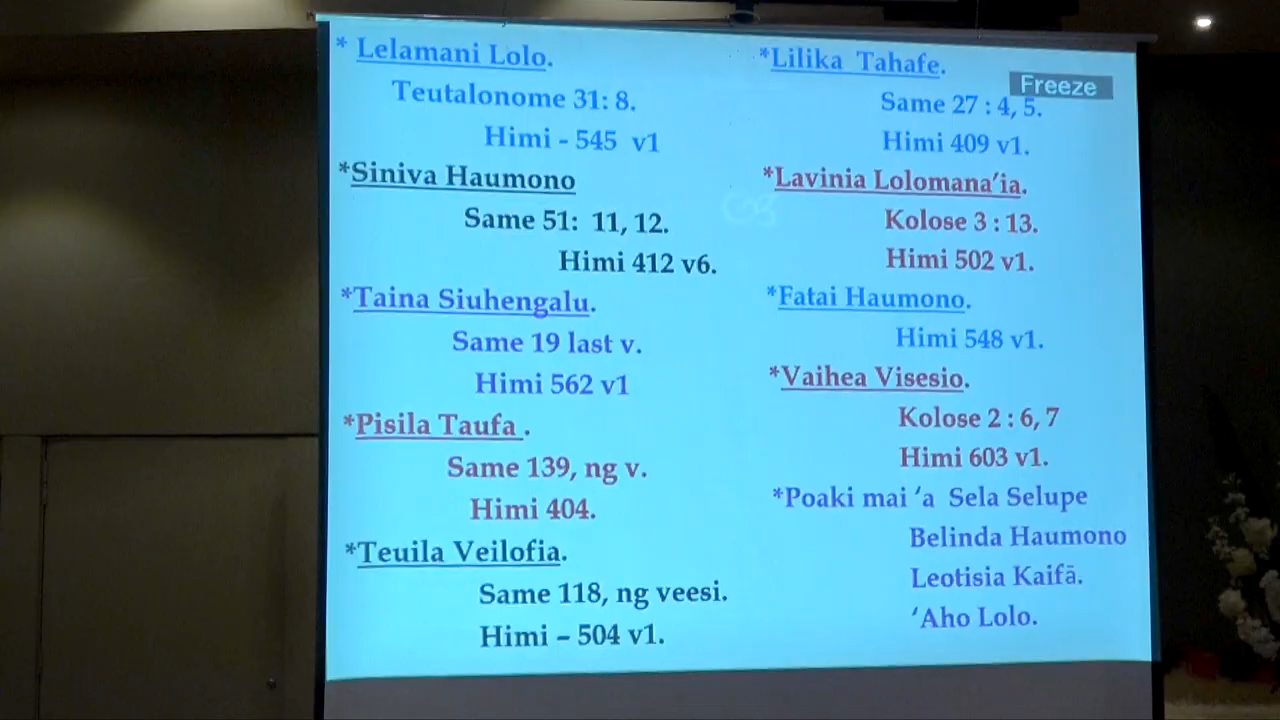 * Lelamani Lolo.
Teutalonome 31: 8.
Himi - 545 v1
*Siniva Haumono
Same 51: 11, 12.
Himi 412 v6.
*Taina Siuhengalu.
Same 19 last v.
Himi 562 v1
*Pisila Taufa .
Same 139, ng v.
Himi 404.
*Teuila Veilofia.
Same 118, ng veesi.
Himi – 504 v1.
*Lilika Tahafe.
Freeze
Same 27 : 4, 5.
Himi 409 v1.
*Lavinia Lolomana’ia.
Kolose 3 : 13.
Himi 502 v1.
*Fatai Haumono.
Himi 548 v1.
*Vaihea Visesio.
Kolose 2 : 6, 7
Himi 603 v1.
*Poaki mai ‘a Sela Selupe
Belinda Haumono
Leotisia Kaifā.
‘Aho Lolo.